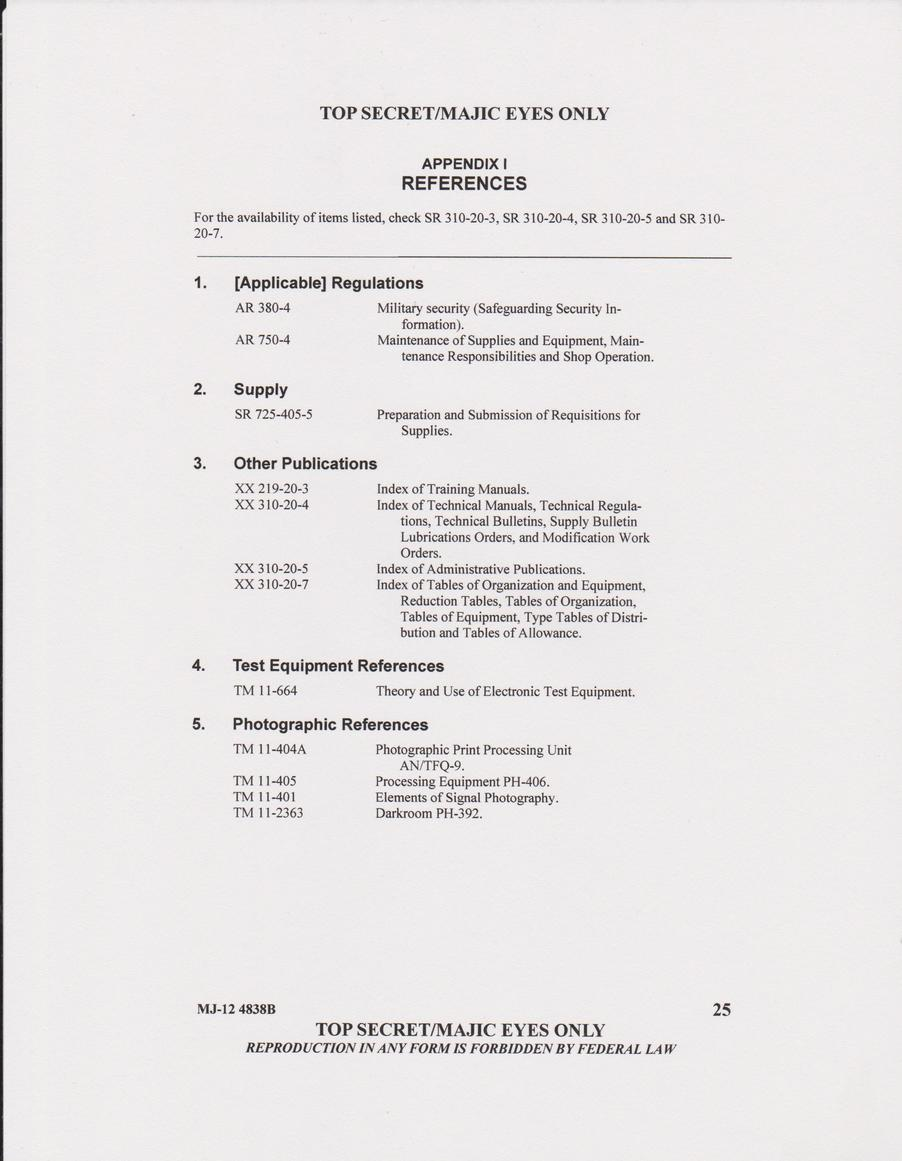 TOP SECRET/MAJIC EYES ONLY
APPENDIX I
REFERENCES
For the availability of items listed, check SR 310-20-3, SR 310-20-4, SR 310-20-5 and SR 310-
20-7.
1. [Applicable] Regulations
AR 380-4 Military security (Safeguarding Security In-
formation).
AR 750-4 Maintenance of Supplies and Equipment, Main-
tenance Responsibilities and Shop Operation.
2. Supply
SR 725-405-5 Preparation and Submission of Requisitions for
Supplies.
3. Other Publications
XX 219-20-3 Index of Training Manuals.
XX 310-20-4 Index of Technical Manuals, Technical Regula-
tions, Technical Bulletins, Supply Bulletin
Lubrications Orders, and Modification Work
Orders.
XX 310-20-5 Index of Administrative Publications.
XX 310-20-7 Index of Tables of Organization and Equipment,
Reduction Tables, Tables of Organization,
Tables of Equipment, Type Tables of Distri-
bution and Tables of Allowance.
4. Test Equipment References
TM 11-664 Theory and Use of Electronic Test Equipment.
5. Photographic References
TM 11-404A Photographic Print Processing Unit
AN/TFQ-9.
TM 11-405 Processing Equipment PH-406.
TM 11-401 Elements of Signal Photography.
TM 11-2363 Darkroom PH-392.
MJ-12 4838B 25
TOP SECRET/MAJIC EYES ONLY
REPRODUCTION IN ANY FORM IS FORBIDDEN BY FEDERAL LAW